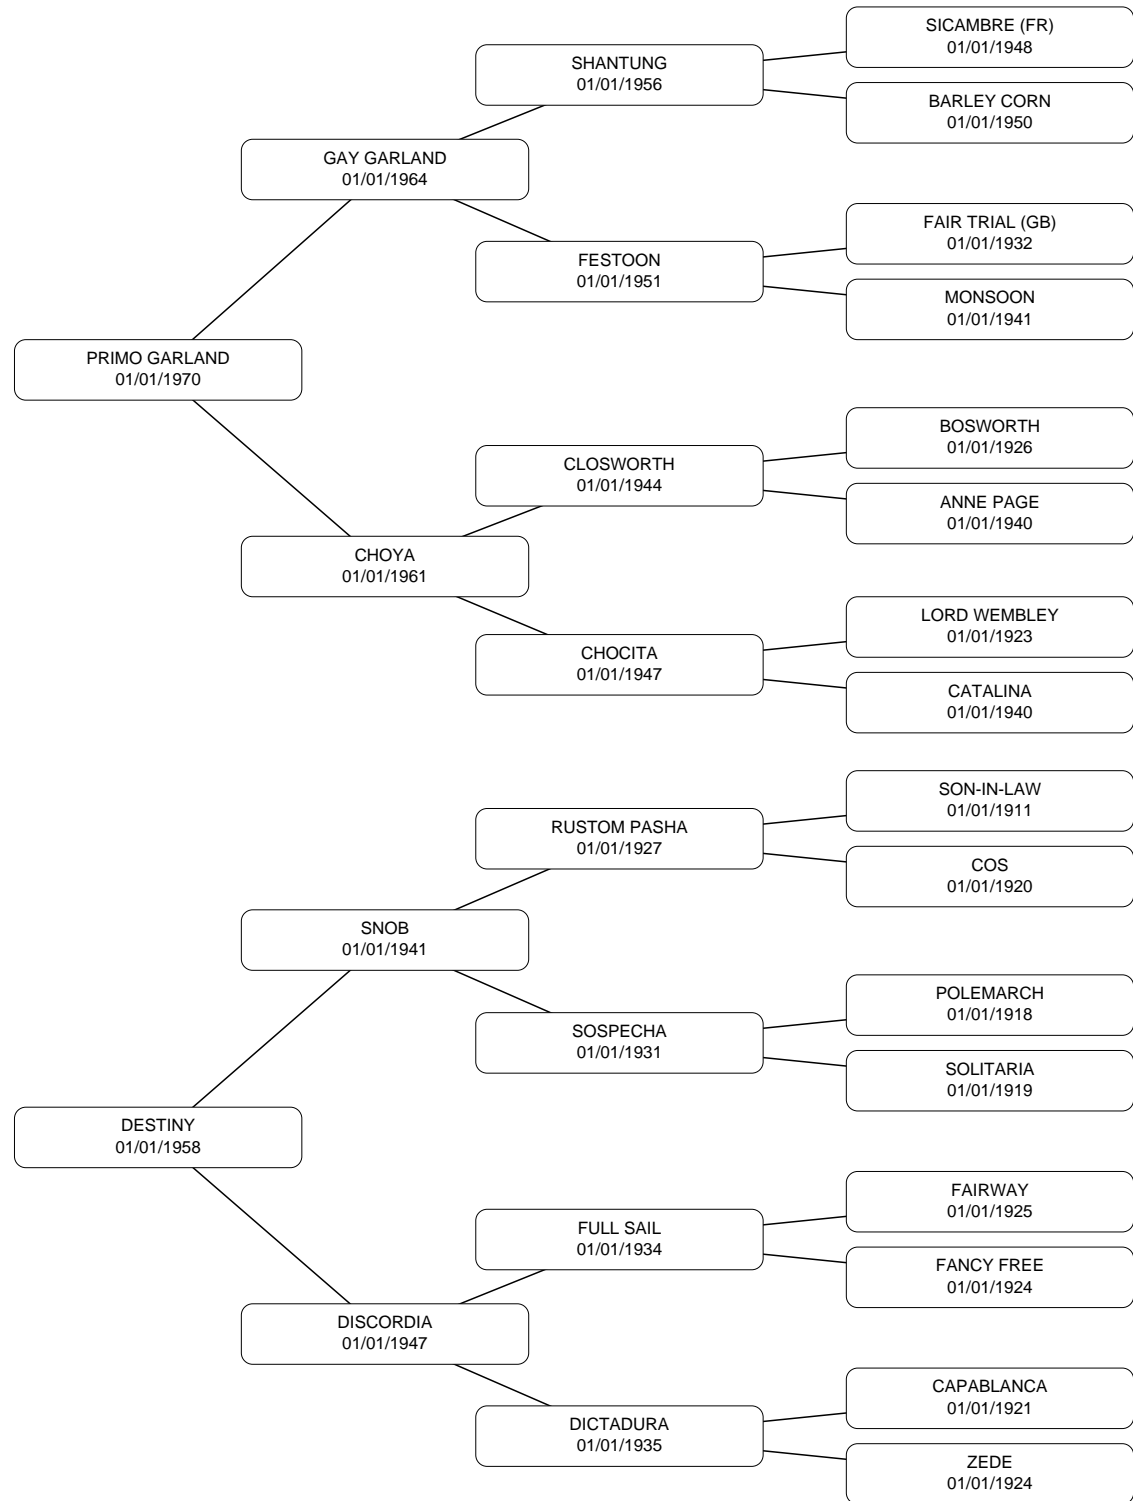 SICAMBRE (FR)
01/01/1948
SHANTUNG
01/01/1956
BARLEY CORN
01/01/1950
GAY GARLAND
01/01/1964
FAIR TRIAL (GB)
01/01/1932
FESTOON
01/01/1951
MONSOON
01/01/1941
PRIMO GARLAND
01/01/1970
BOSWORTH
01/01/1926
CLOSWORTH
01/01/1944
ANNE PAGE
01/01/1940
CHOYA
01/01/1961
LORD WEMBLEY
01/01/1923
CHOCITA
01/01/1947
CATALINA
01/01/1940
SON-IN-LAW
01/01/1911
RUSTOM PASHA
01/01/1927
COS
01/01/1920
SNOB
01/01/1941
POLEMARCH
01/01/1918
SOSPECHA
01/01/1931
SOLITARIA
01/01/1919
DESTINY
01/01/1958
FAIRWAY
01/01/1925
FULL SAIL
01/01/1934
FANCY FREE
01/01/1924
DISCORDIA
01/01/1947
CAPABLANCA
01/01/1921
DICTADURA
01/01/1935
ZEDE
01/01/1924